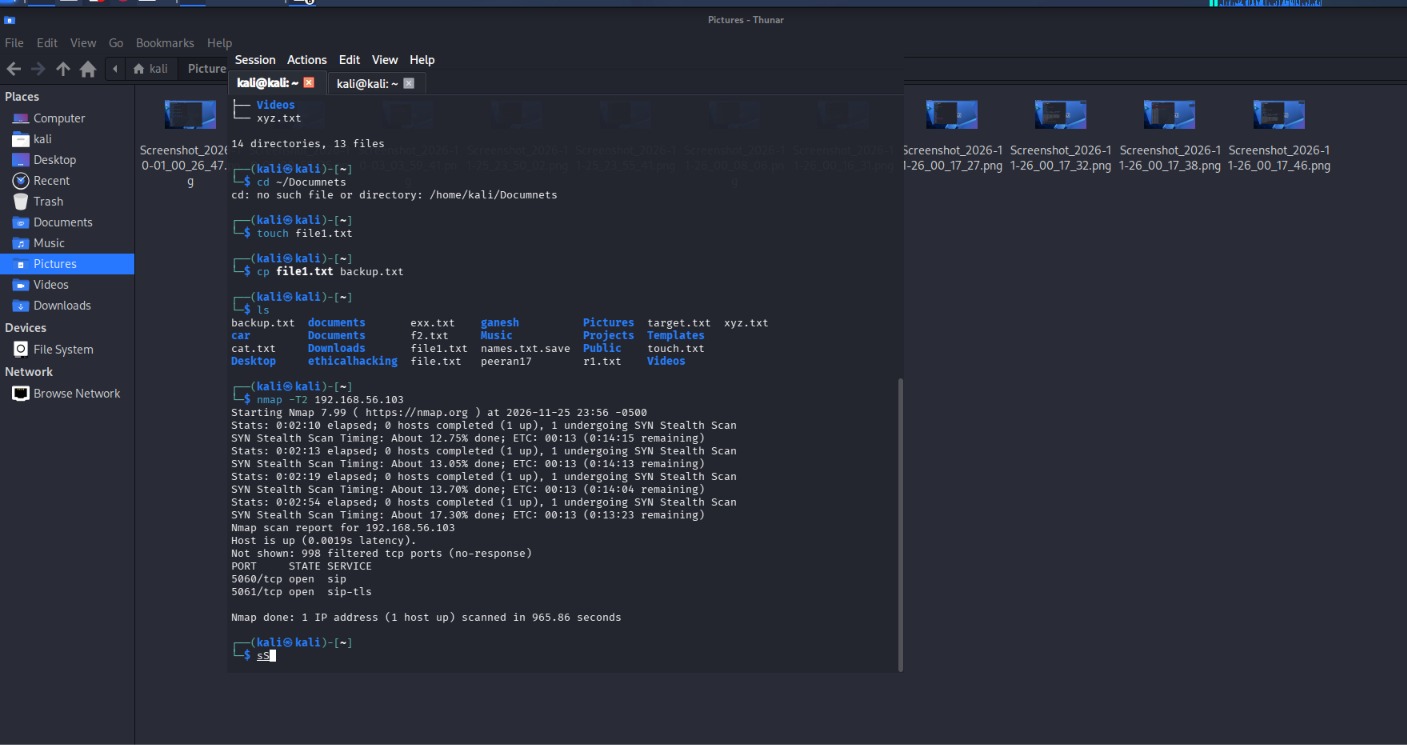 Pictures - Thunar
File Edit View Go Bookmarks Help
kali Picture
Places
Computer
kali
Desktop
Recent
Trash
Documents
Music
Pictures
Videos
Downloads
Devices
File System
Network
Browse Network
Screenshot_2026
0-01_00_26_47.
g
Session Actions Edit View Help
kali@kali: ~ kali@kali: ~
├── Videos
└── xyz.txt
14 directories, 13 files
┌──(kali㉿kali)-[~]
└─$ cd ~/Documnets
cd: no such file or directory: /home/kali/Documnets
┌──(kali㉿kali)-[~]
└─$ touch file1.txt
┌──(kali㉿kali)-[~]
└─$ cp file1.txt backup.txt
┌──(kali㉿kali)-[~]
└─$ ls
backup.txt documents exx.txt ganesh Pictures target.txt xyz.txt
car Documents f2.txt Music Projects Templates
cat.txt Downloads file1.txt names.txt.save Public touch.txt
Desktop ethicalhacking file.txt peeran17 r1.txt Videos
┌──(kali㉿kali)-[~]
└─$ nmap -T2 192.168.56.103
Starting Nmap 7.99 ( https://nmap.org ) at 2026-11-25 23:56 -0500
Stats: 0:02:10 elapsed; 0 hosts completed (1 up), 1 undergoing SYN Stealth Scan
SYN Stealth Scan Timing: About 12.75% done; ETC: 00:13 (0:14:15 remaining)
Stats: 0:02:13 elapsed; 0 hosts completed (1 up), 1 undergoing SYN Stealth Scan
SYN Stealth Scan Timing: About 13.05% done; ETC: 00:13 (0:14:13 remaining)
Stats: 0:02:19 elapsed; 0 hosts completed (1 up), 1 undergoing SYN Stealth Scan
SYN Stealth Scan Timing: About 13.70% done; ETC: 00:13 (0:14:04 remaining)
Stats: 0:02:54 elapsed; 0 hosts completed (1 up), 1 undergoing SYN Stealth Scan
SYN Stealth Scan Timing: About 17.30% done; ETC: 00:13 (0:13:23 remaining)
Nmap scan report for 192.168.56.103
Host is up (0.0019s latency).
Not shown: 998 filtered tcp ports (no-response)
PORT STATE SERVICE
5060/tcp open sip
5061/tcp open sip-tls
Nmap done: 1 IP address (1 host up) scanned in 965.86 seconds
┌──(kali㉿kali)-[~]
└─$ sS
Screenshot_2026-1
1-26_00_17_27.png
Screenshot_2026-1
1-26_00_17_32.png
Screenshot_2026-1
1-26_00_17_38.png
Screenshot_2026-1
1-26_00_17_46.png